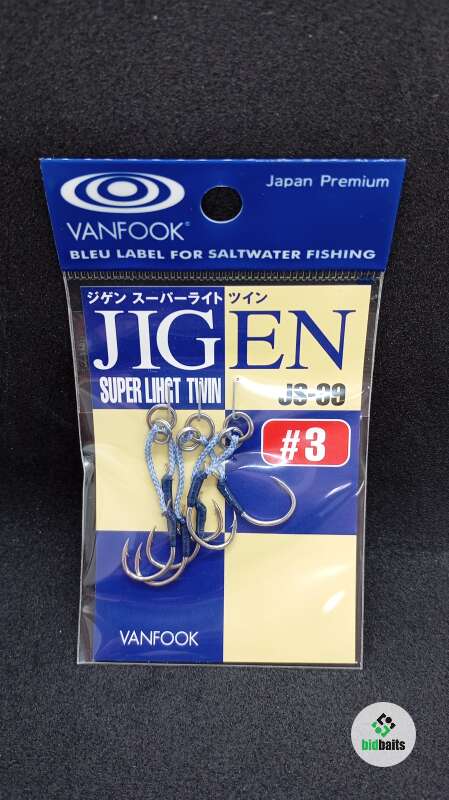 Japan Premium
VANFOOK®
BLEU LABEL FOR SALTWATER FISHING
ジゲン スーパーライト ツイン
JIGEN
SUPER LIHGT TWIN JS-39
#3
VANFOOK
bidbaits